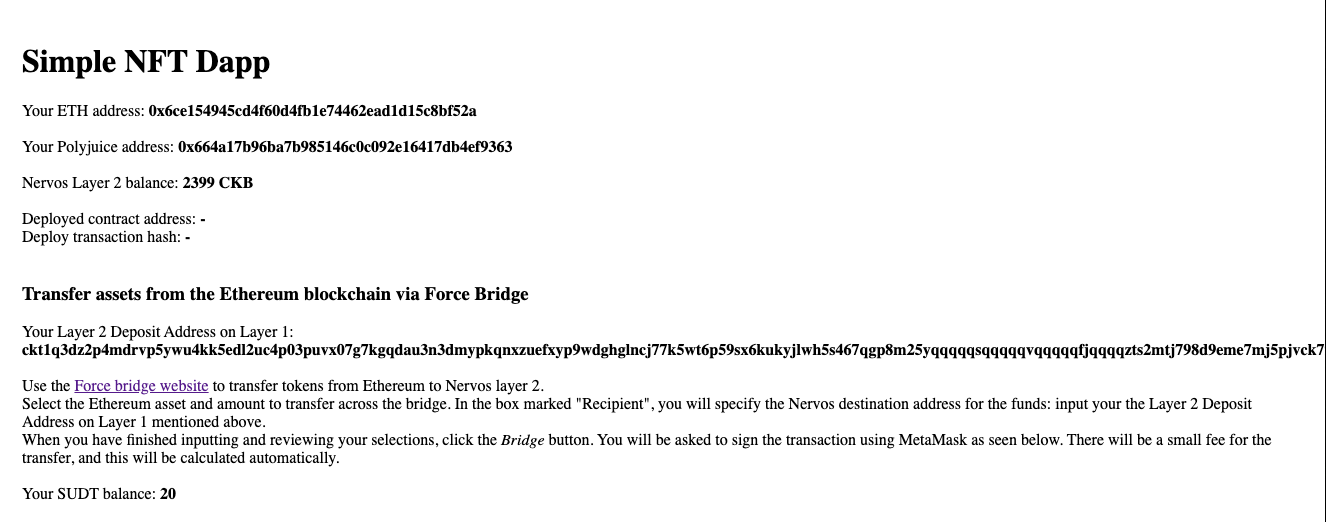 Simple NFT Dapp
Your ETH address: 0x6ce154945cd4f60d4fb1e74462ead1d15c8bf52a
Your Polyjuice address: 0x664a17b96ba7b985146c0c092e16417db4ef9363
Nervos Layer 2 balance: 2399 CKB
Deployed contract address: -
Deploy transaction hash: -
Transfer assets from the Ethereum blockchain via Force Bridge
Your Layer 2 Deposit Address on Layer 1:
ckt1q3dz2p4mdrvp5ywu4kk5edl2uc4p03puvx07g7kgqdau3n3dmypkqnxzuefxyp9wdghglncj77k5wt6p59sx6kukyjlwh5s467qgp8m25yqqqqqsqqqqqvqqqqqfjqqqqzts2mtj798d9eme7mj5pjvck7
Use the Force bridge website to transfer tokens from Ethereum to Nervos layer 2.
Select the Ethereum asset and amount to transfer across the bridge. In the box marked "Recipient", you will specify the Nervos destination address for the funds: input your the Layer 2 Deposit
Address on Layer 1 mentioned above.
When you have finished inputting and reviewing your selections, click the Bridge button. You will be asked to sign the transaction using MetaMask as seen below. There will be a small fee for the
transfer, and this will be calculated automatically.
Your SUDT balance: 20